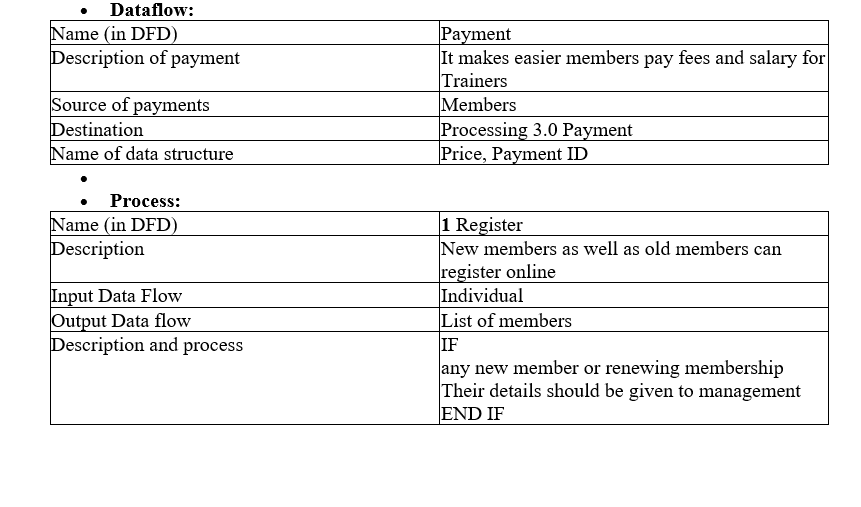 • Dataflow:
Name (in DFD) Payment
Description of payment It makes easier members pay fees and salary for
Trainers
Source of payments Members
Destination Processing 3.0 Payment
Name of data structure Price, Payment ID
•
• Process:
Name (in DFD) 1 Register
Description New members as well as old members can
register online
Input Data Flow Individual
Output Data flow List of members
Description and process IF
any new member or renewing membership
Their details should be given to management
END IF